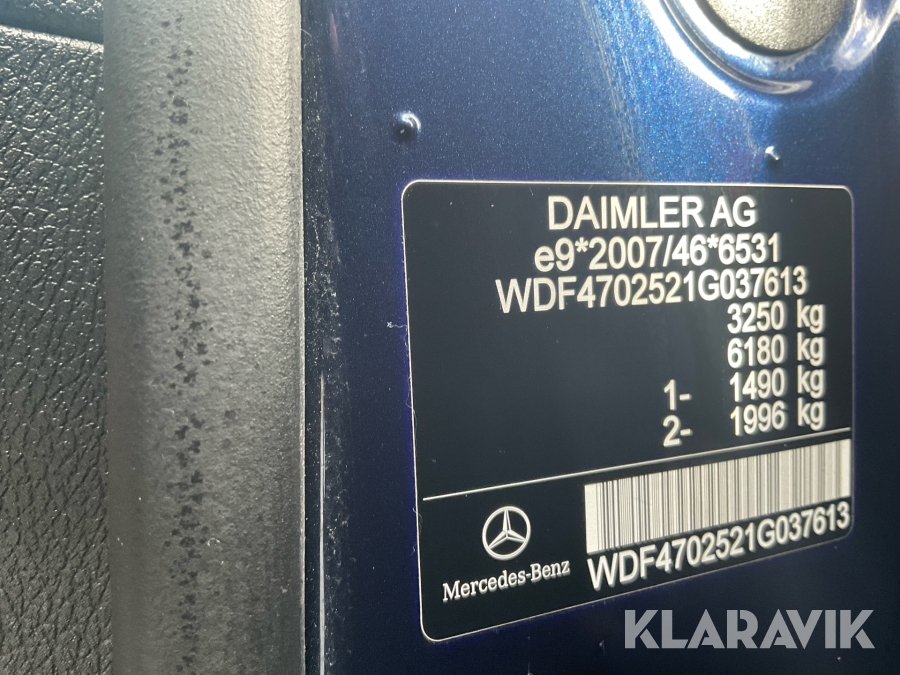 DAIMLER AG
e9*2007/46*6531
WDF4702521G037613
3250 kg
6180 kg
1- 1490 kg
2- 1996 kg
Mercedes-Benz
WDF4702521G037613
KLARAVIK